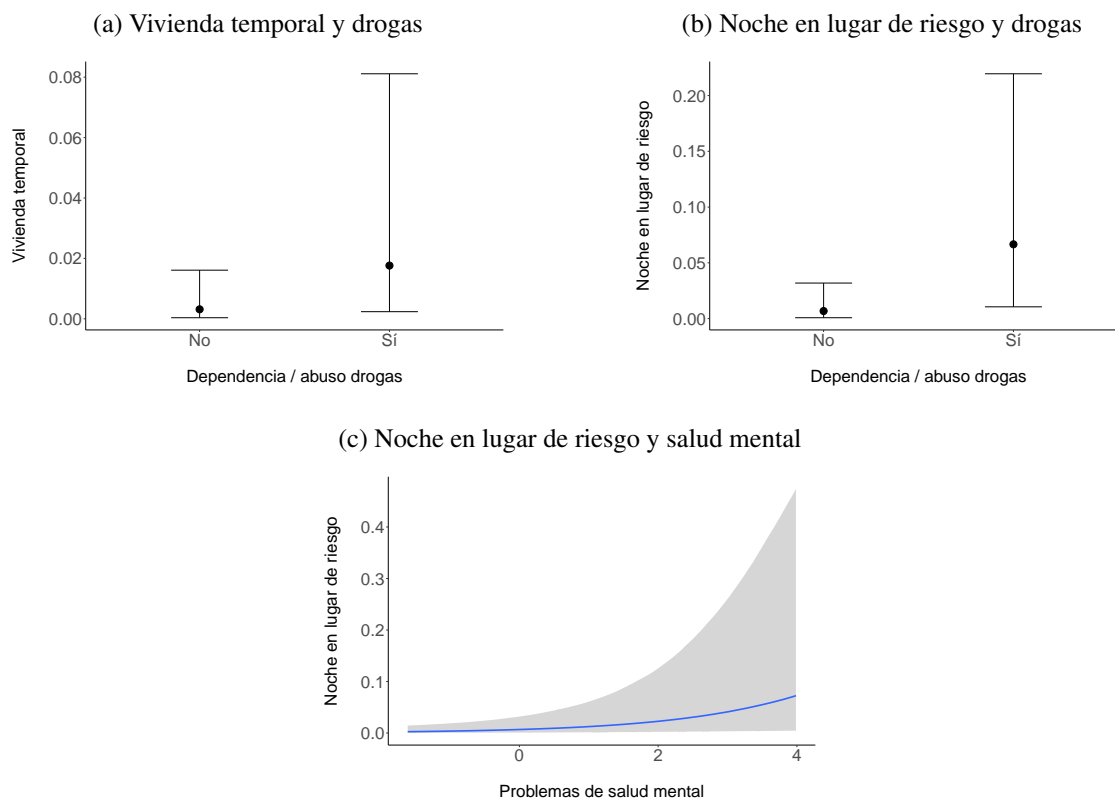 (a) Vivienda temporal y drogas
Vivienda temporal
0.08
0.06
0.04
0.02
0.00
No
Sí
Dependencia / abuso drogas
(b) Noche en lugar de riesgo y drogas
Noche en lugar de riesgo
0.20
0.15
0.10
0.05
0.00
No
Sí
Dependencia / abuso drogas
(c) Noche en lugar de riesgo y salud mental
Noche en lugar de riesgo
0.4
0.3
0.2
0.1
0.0
0
2
4
Problemas de salud mental